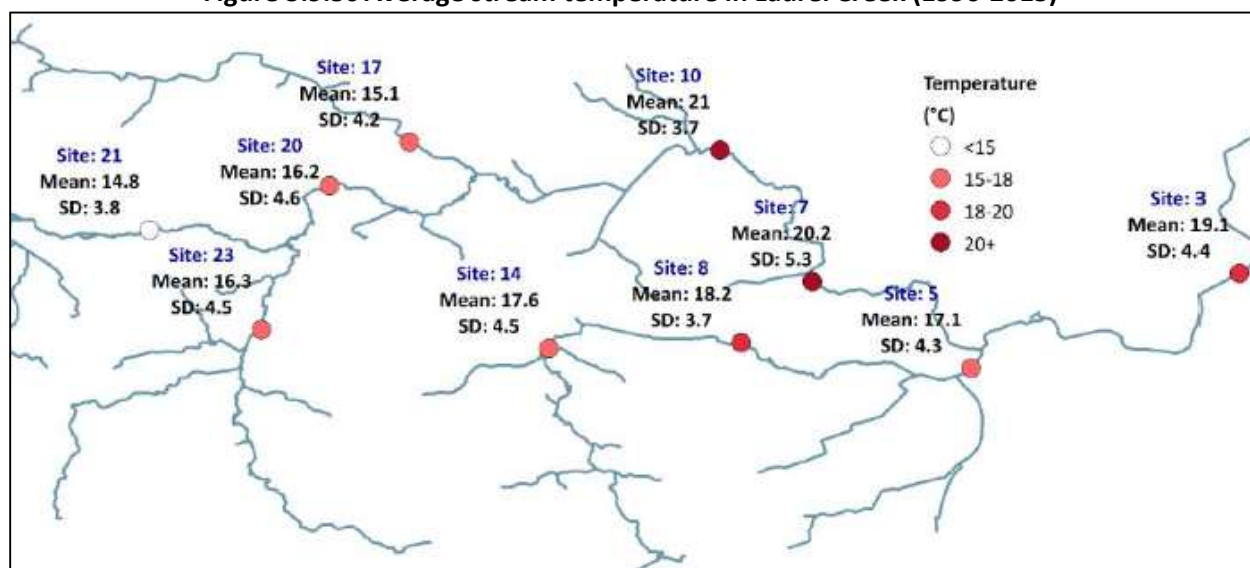 Site: 17
Mean: 15.1
SD: 4.2
Site: 10
Mean: 21
SD: 3.7
Temperature
(°C)
<15
15-18
18-20
20+
Site: 21
Mean: 14.8
SD: 3.8
Site: 20
Mean: 16.2
SD: 4.6
Site: 7
Mean: 20.2
SD: 5.3
Site: 3
Mean: 19.1
SD: 4.4
Site: 23
Mean: 16.3
SD: 4.5
Site: 14
Mean: 17.6
SD: 4.5
Site: 8
Mean: 18.2
SD: 3.7
Site: 5
Mean: 17.1
SD: 4.3